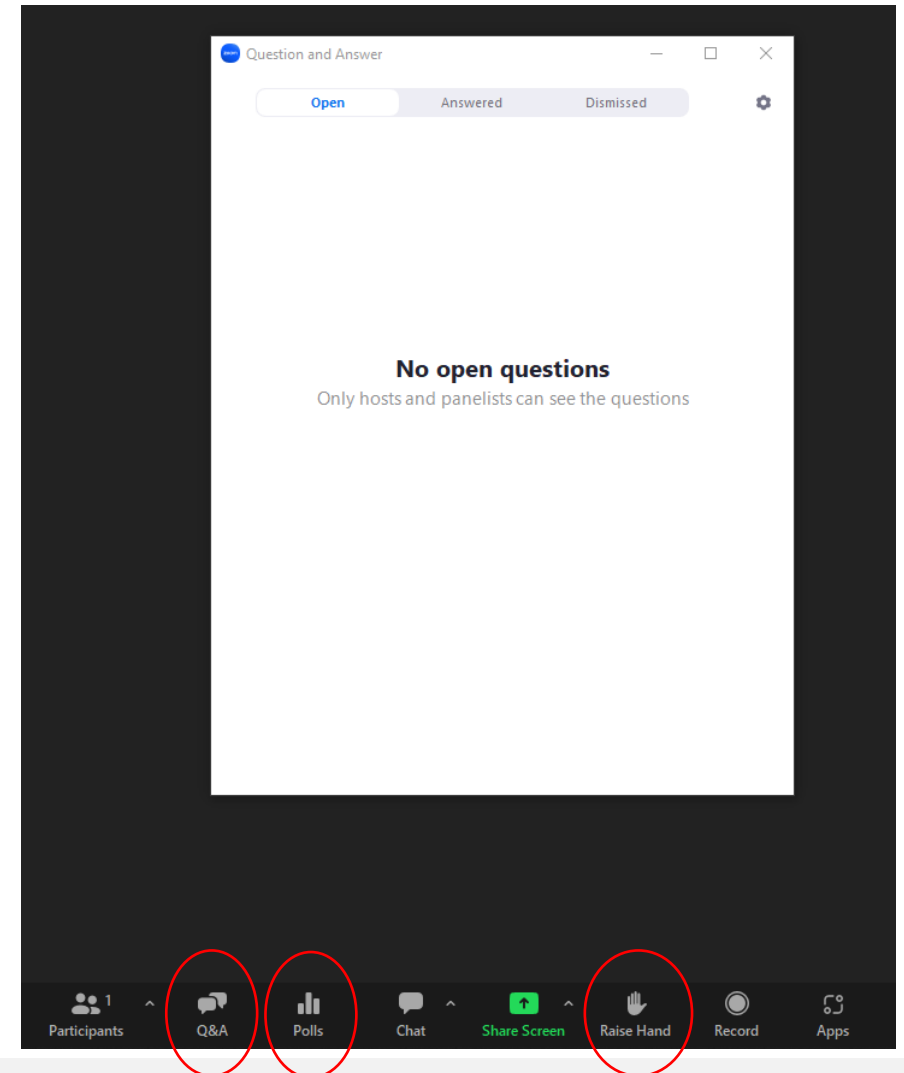 Question and Answer
Open Answered Dismissed
No open questions
Only hosts and panelists can see the questions
1
Participants Q&A Polls Chat Share Screen Raise Hand Record Apps